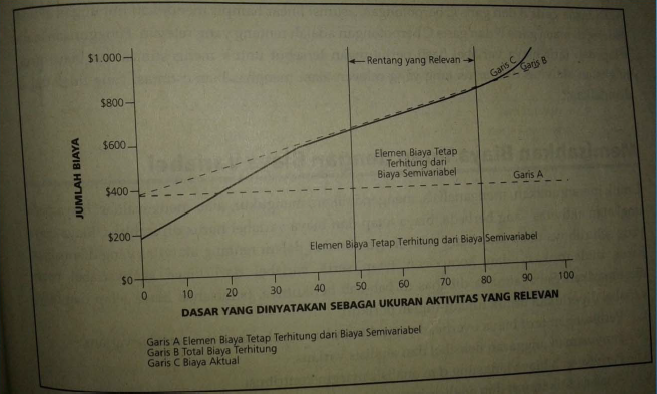 $1.000
$800
$600
$400
$200
$0
JUMLAH BIAYA
Rentang yang Relevan
Garis C
Garis B
Elemen Biaya Tetap
Terhitung dari
Biaya Semivariabel
Garis A
Elemen Biaya Tetap Terhitung dari Biaya Semivariabel
0 10 20 30 40 50 60 70 80 90 100
DASAR YANG DINYATAKAN SEBAGAI UKURAN AKTIVITAS YANG RELEVAN
Garis A Elemen Biaya Tetap Terhitung dari Biaya Semivariabel
Garis B Total Biaya Terhitung
Garis C Biaya Aktual